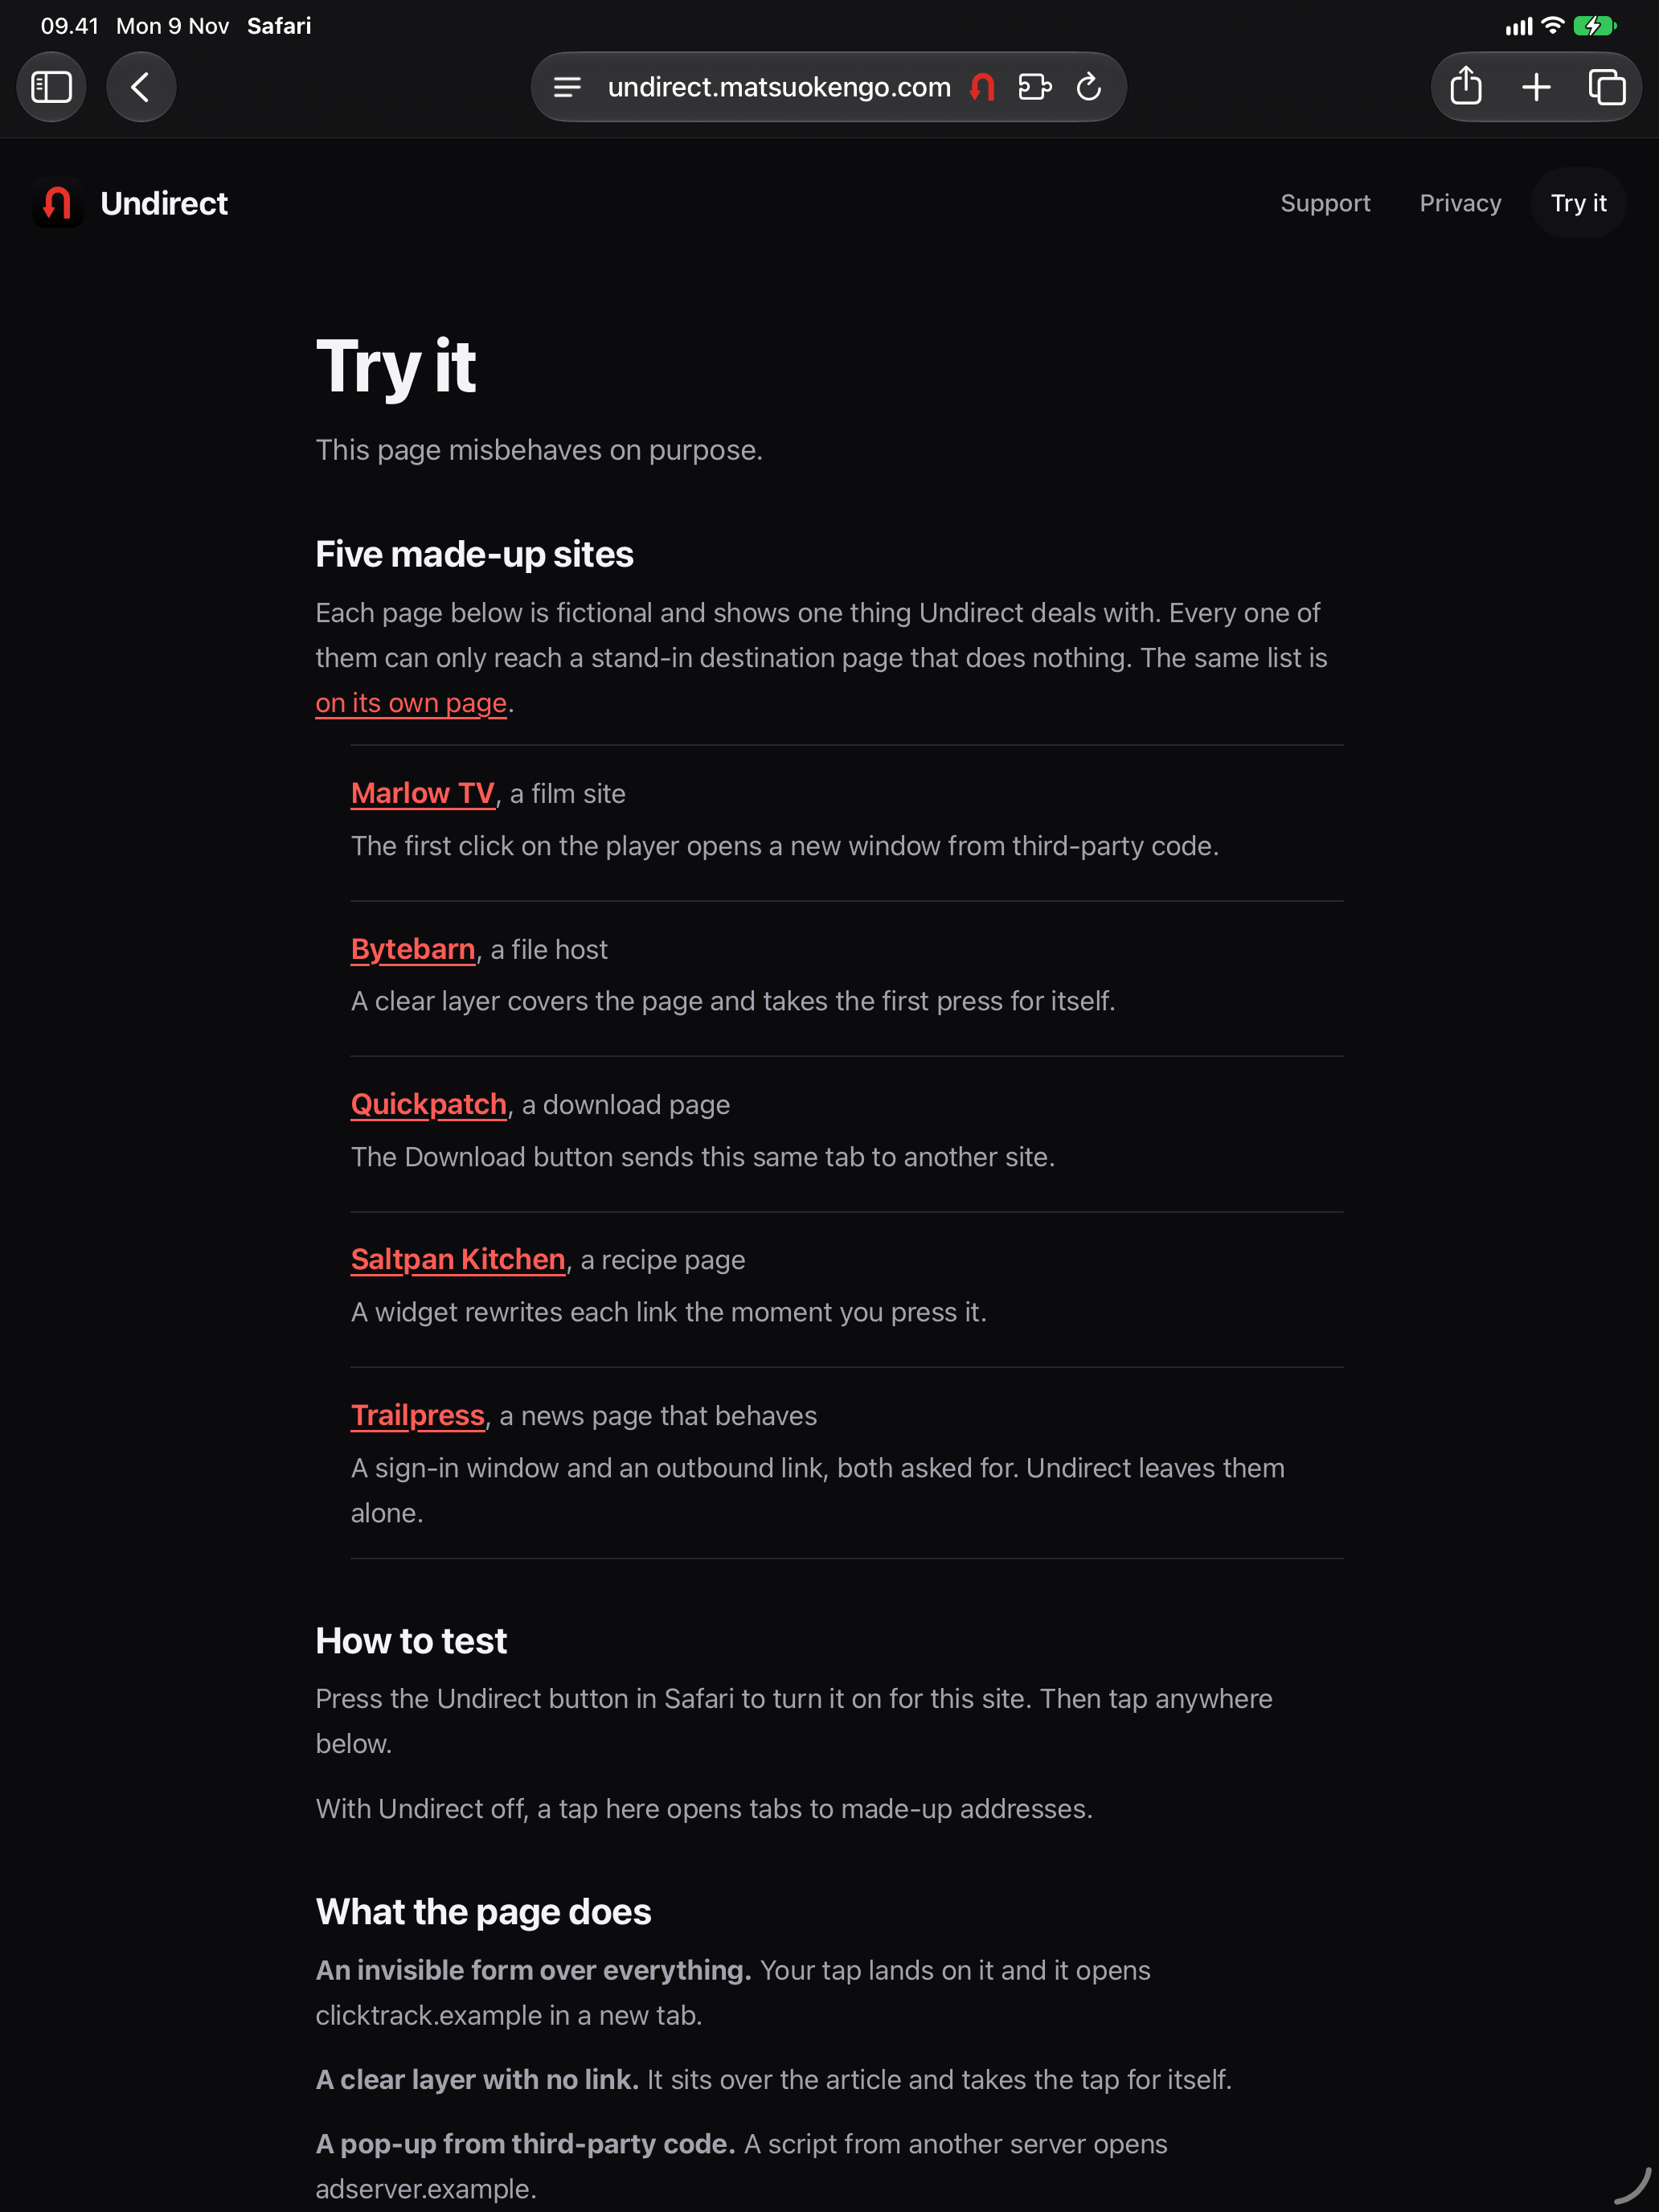 09.41 Mon 9 Nov Safari
undirect.matsuokengo.com
Undirect
Support Privacy Try it
Try it
This page misbehaves on purpose.
Five made-up sites
Each page below is fictional and shows one thing Undirect deals with. Every one of
them can only reach a stand-in destination page that does nothing. The same list is
on its own page.
Marlow TV, a film site
The first click on the player opens a new window from third-party code.
Bytebarn, a file host
A clear layer covers the page and takes the first press for itself.
Quickpatch, a download page
The Download button sends this same tab to another site.
Saltpan Kitchen, a recipe page
A widget rewrites each link the moment you press it.
Trailpress, a news page that behaves
A sign-in window and an outbound link, both asked for. Undirect leaves them
alone.
How to test
Press the Undirect button in Safari to turn it on for this site. Then tap anywhere
below.
With Undirect off, a tap here opens tabs to made-up addresses.
What the page does
An invisible form over everything. Your tap lands on it and it opens
clicktrack.example in a new tab.
A clear layer with no link. It sits over the article and takes the tap for itself.
A pop-up from third-party code. A script from another server opens
adserver.example.